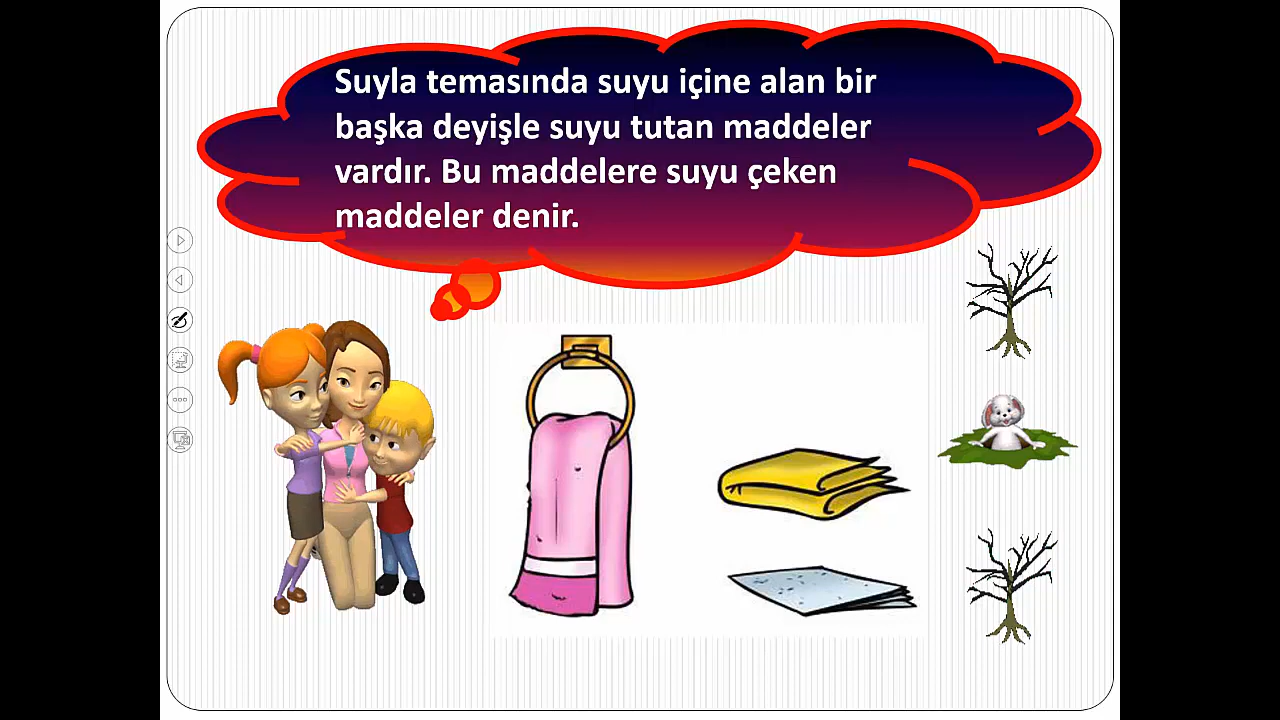 Suyla temasında suyu içine alan bir
başka deyişle suyu tutan maddeler
vardır. Bu maddelere suyu çeken
maddeler denir.